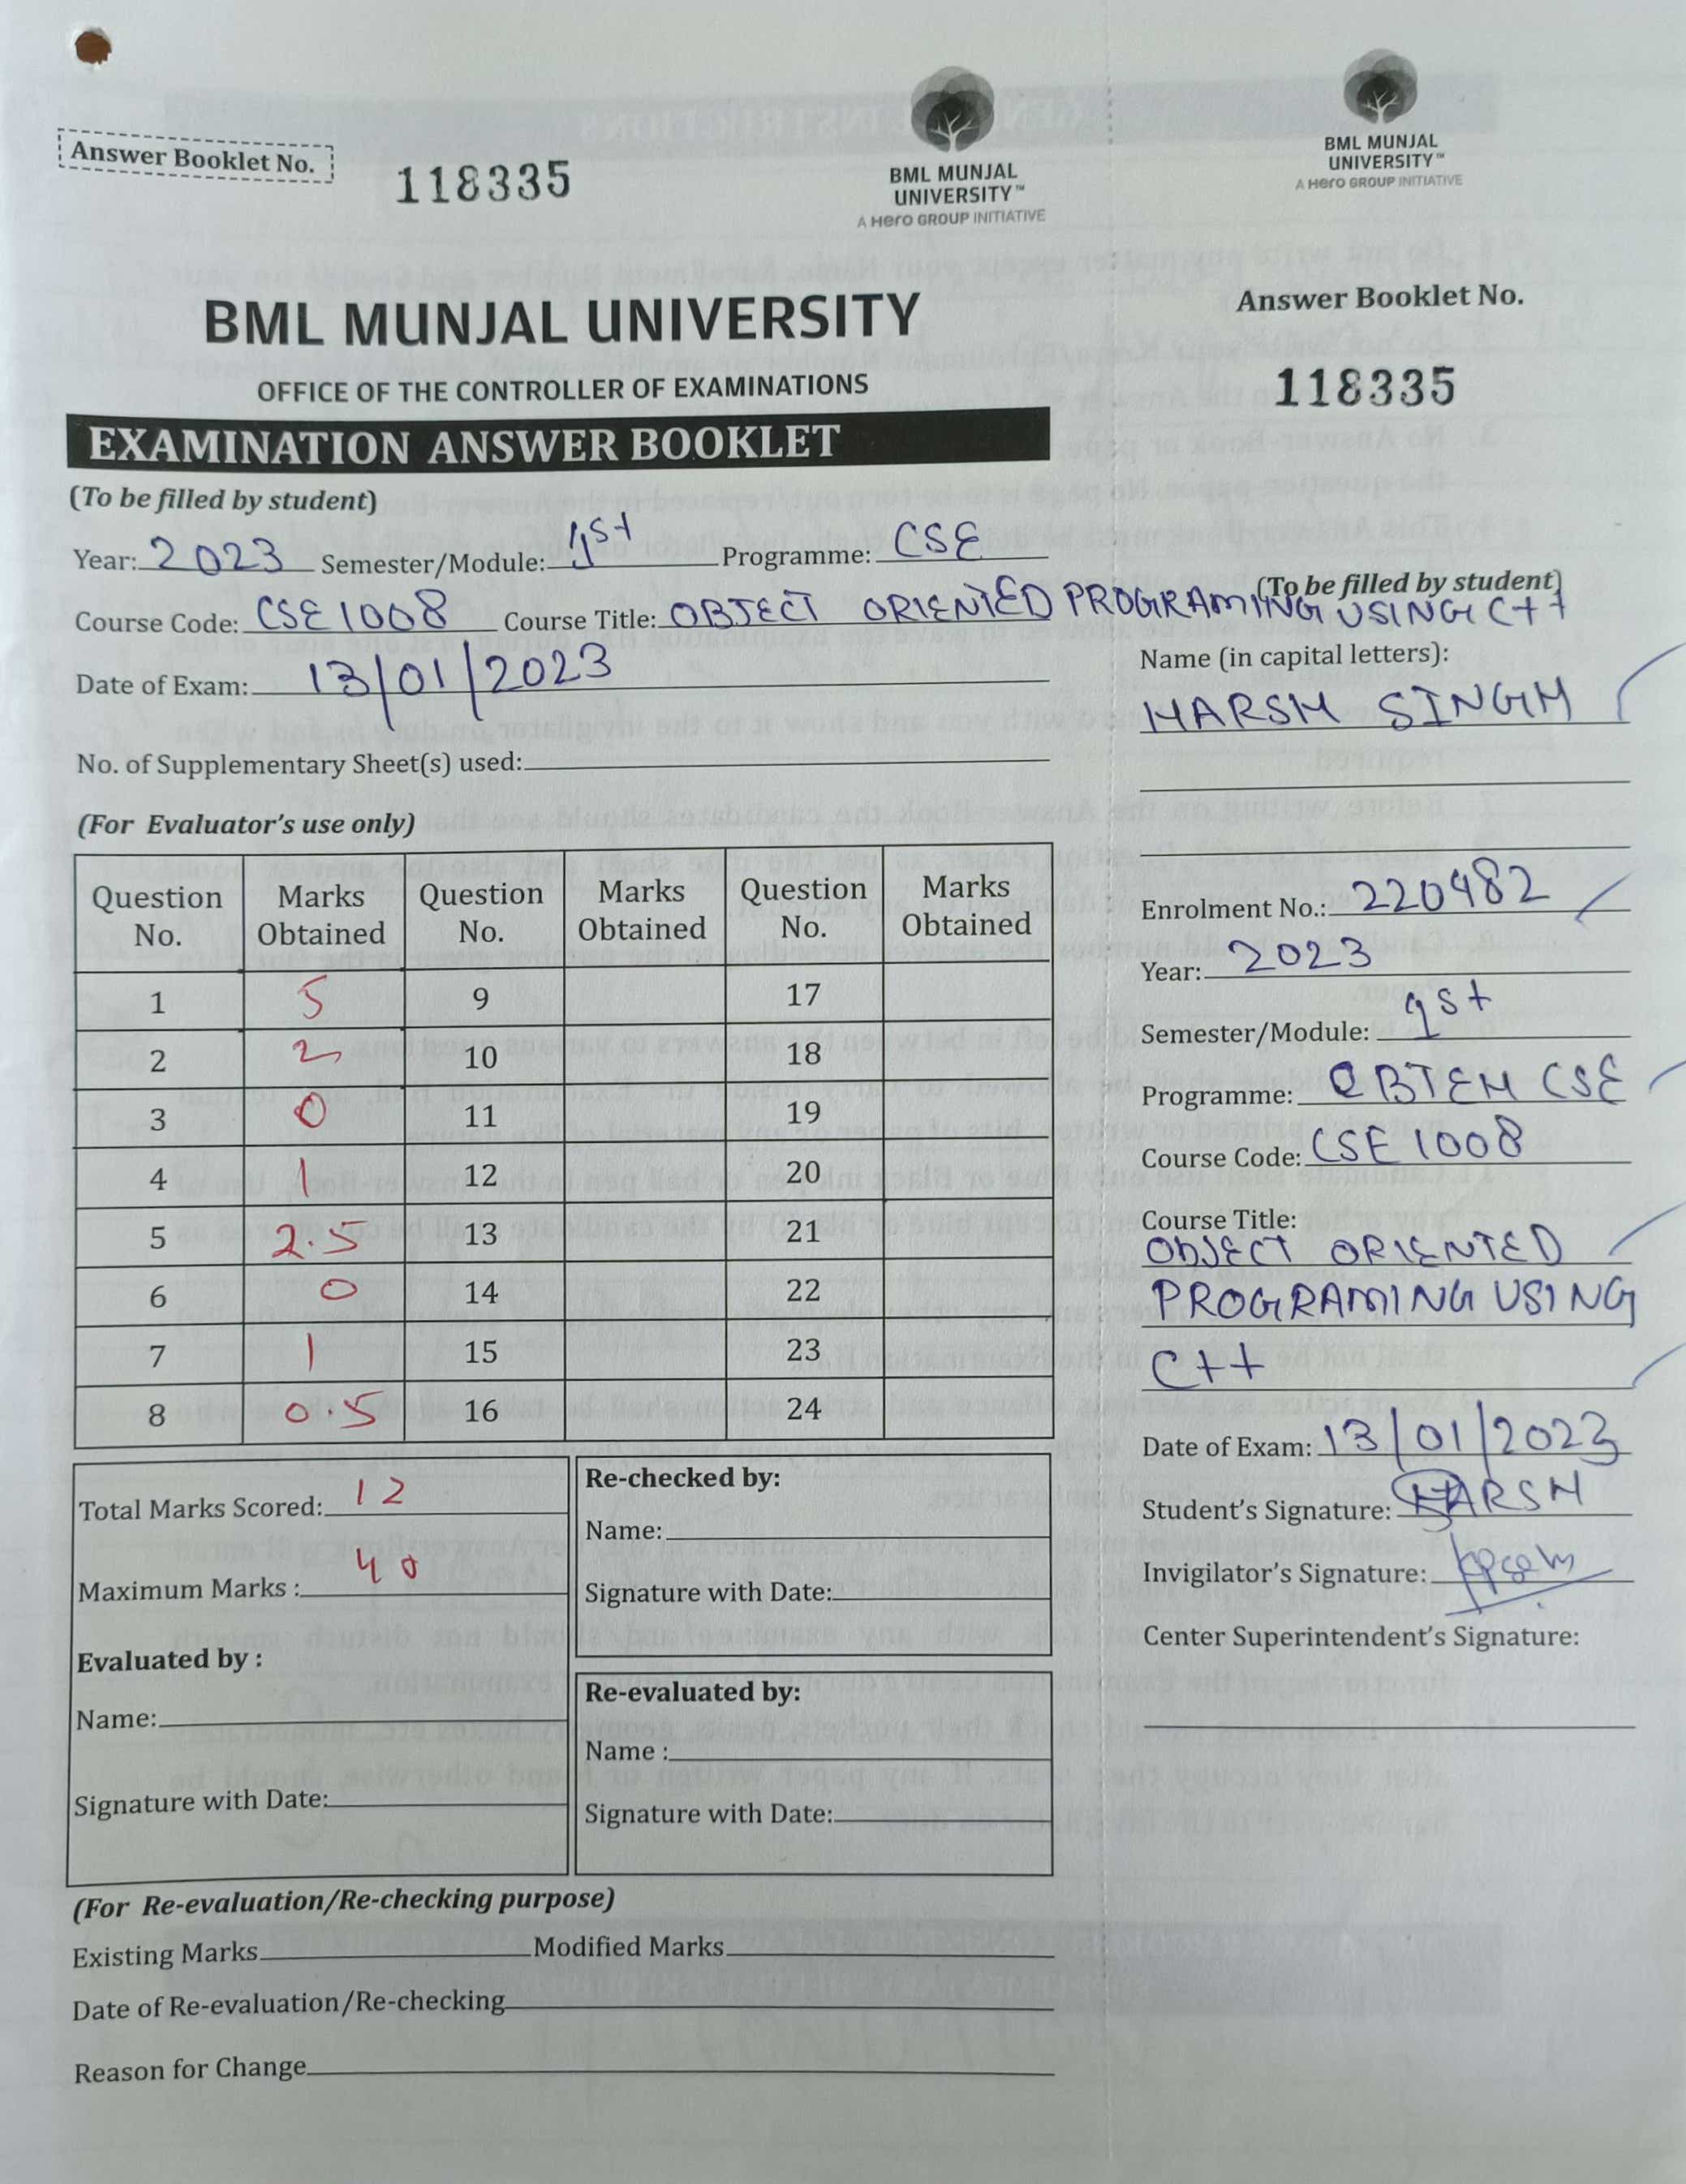 Answer Booklet No.
118335
BML MUNJAL
UNIVERSITY™
A Hero GROUP INITIATIVE
BML MUNJAL UNIVERSITY
OFFICE OF THE CONTROLLER OF EXAMINATIONS
EXAMINATION ANSWER BOOKLET
(To be filled by student)
Year: 2023 Semester/Module: 1st Programme: CSE
Course Code: CSE1008 Course Title: OBJECT ORIENTED PROGRAMING USING C++
Date of Exam: 13/01/2023
No. of Supplementary Sheet(s) used:
(For Evaluator's use only)
Question No. Marks Obtained Question No. Marks Obtained Question No. Marks Obtained
1 5 9 17
2 2 10 18
3 0 11 19
4 1 12 20
5 2.5 13 21
6 0 14 22
7 1 15 23
8 0.5 16 24
Total Marks Scored: 12
Maximum Marks : 40
Evaluated by :
Name:
Signature with Date:
Re-checked by:
Name:
Signature with Date:
Re-evaluated by:
Name :
Signature with Date:
(For Re-evaluation/Re-checking purpose)
Existing Marks Modified Marks
Date of Re-evaluation/Re-checking
Reason for Change
BML MUNJAL
UNIVERSITY™
A Hero GROUP INITIATIVE
Answer Booklet No.
118335
(To be filled by student)
Name (in capital letters):
HARSH SINGH
Enrolment No.: 220482
Year: 2023
Semester/Module: 1st
Programme: BTEH CSE
Course Code: CSE1008
Course Title:
OBJECT ORIENTED
PROGRAMING USING
C++
Date of Exam: 13/01/2023
Student's Signature: HARSH
Invigilator's Signature:
Center Superintendent's Signature: